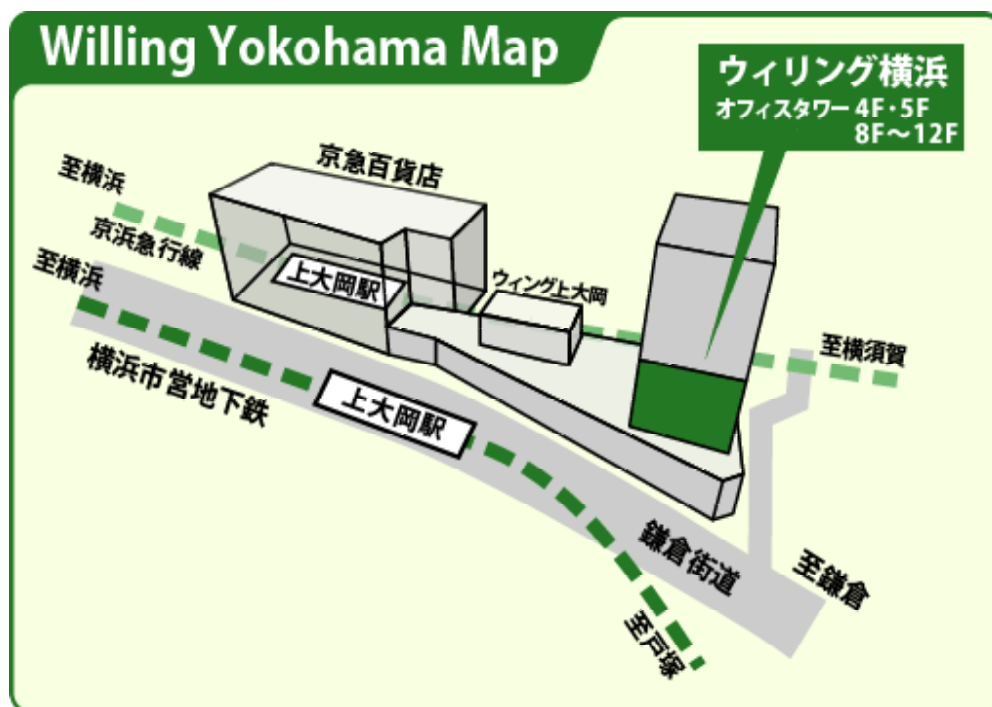 Willing Yokohama Map
ウィリング横浜
オフィスタワー 4F・5F
8F～12F
京急百貨店
至横浜
京浜急行線
至横浜
上大岡駅
ウィング上大岡
至横須賀
横浜市営地下鉄
上大岡駅
鎌倉街道
至鎌倉
至戸塚